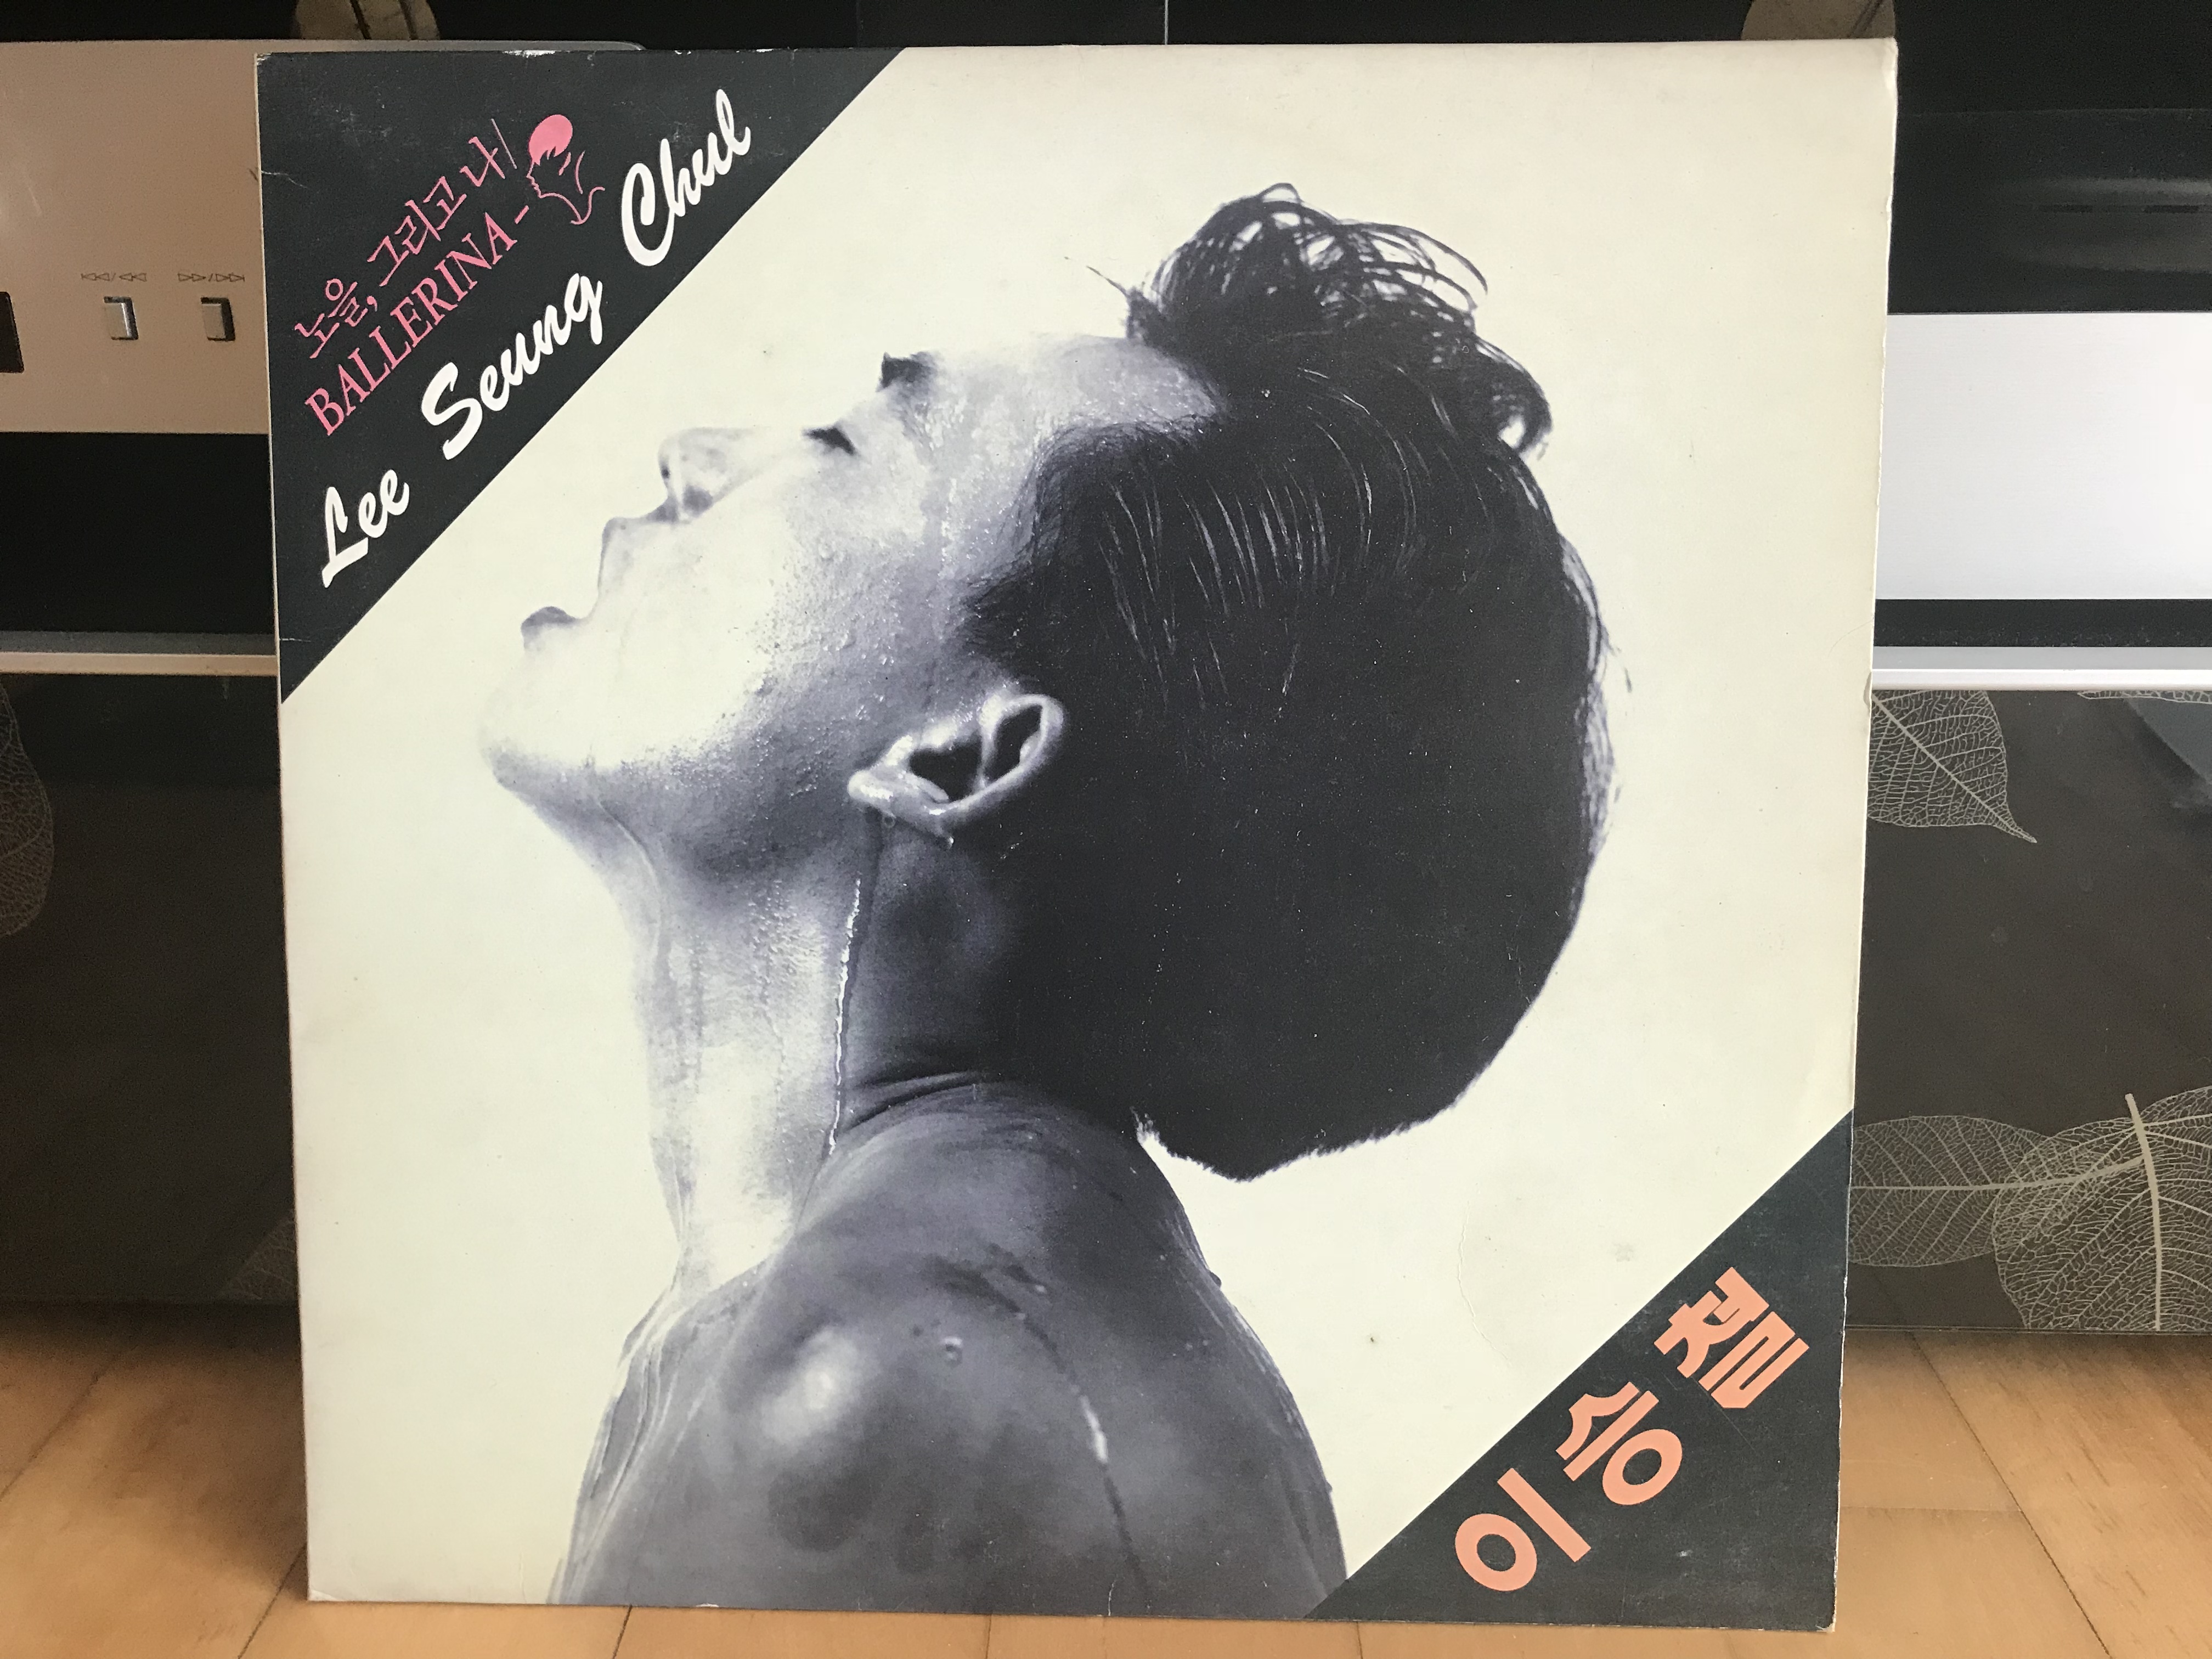 노을, 그리고 나/
BALLERINA -
Lee Seung Chul
이승철